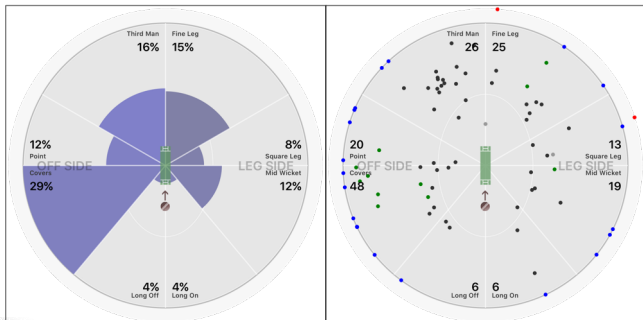 Third Man
16%
Fine Leg
15%
12%
Point
OFF SIDE
Covers
29%
8%
Square Leg
LEG SIDE
Mid Wicket
12%
4%
Long Off
4%
Long On
Third Man
26
Fine Leg
25
20
Point
OFF SIDE
Covers
48
13
Square Leg
LEG SIDE
Mid Wicket
19
6
Long Off
6
Long On